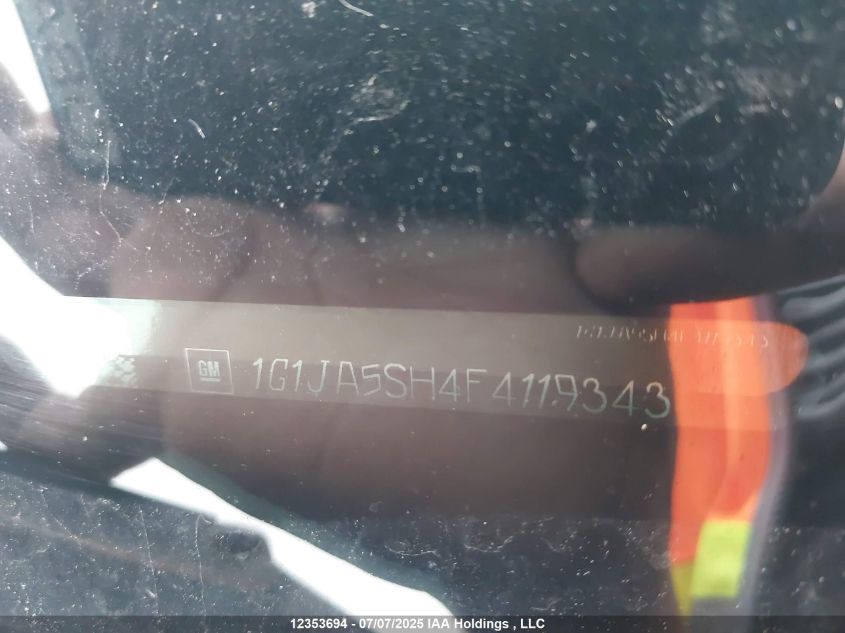 GM
1G1JA5SH4F4119343
12353694 - 07/07/2025 IAA Holdings , LLC